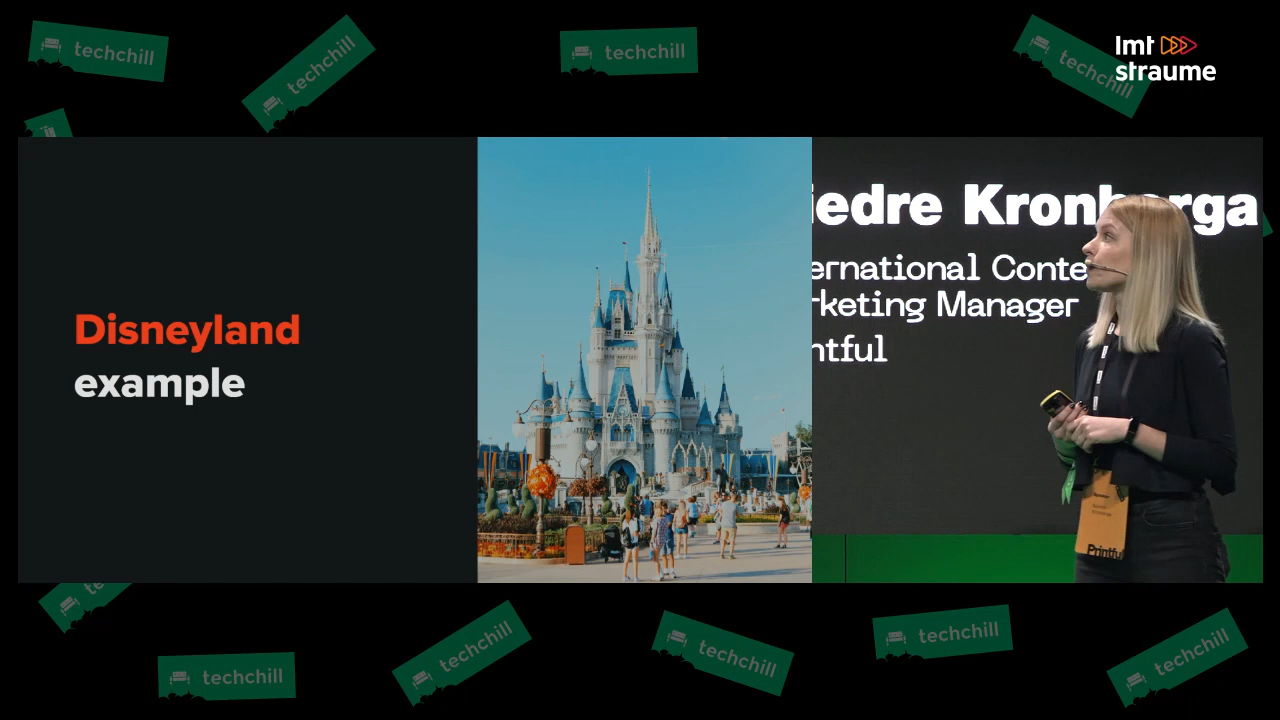 techchill
techchill
techchill
techchill
lmt
straume
Disneyland
example
iedre Kronberga
ernational Conte
rketing Manager
ntful
Printful
techchill
techchill
techchill
techchill
techchill